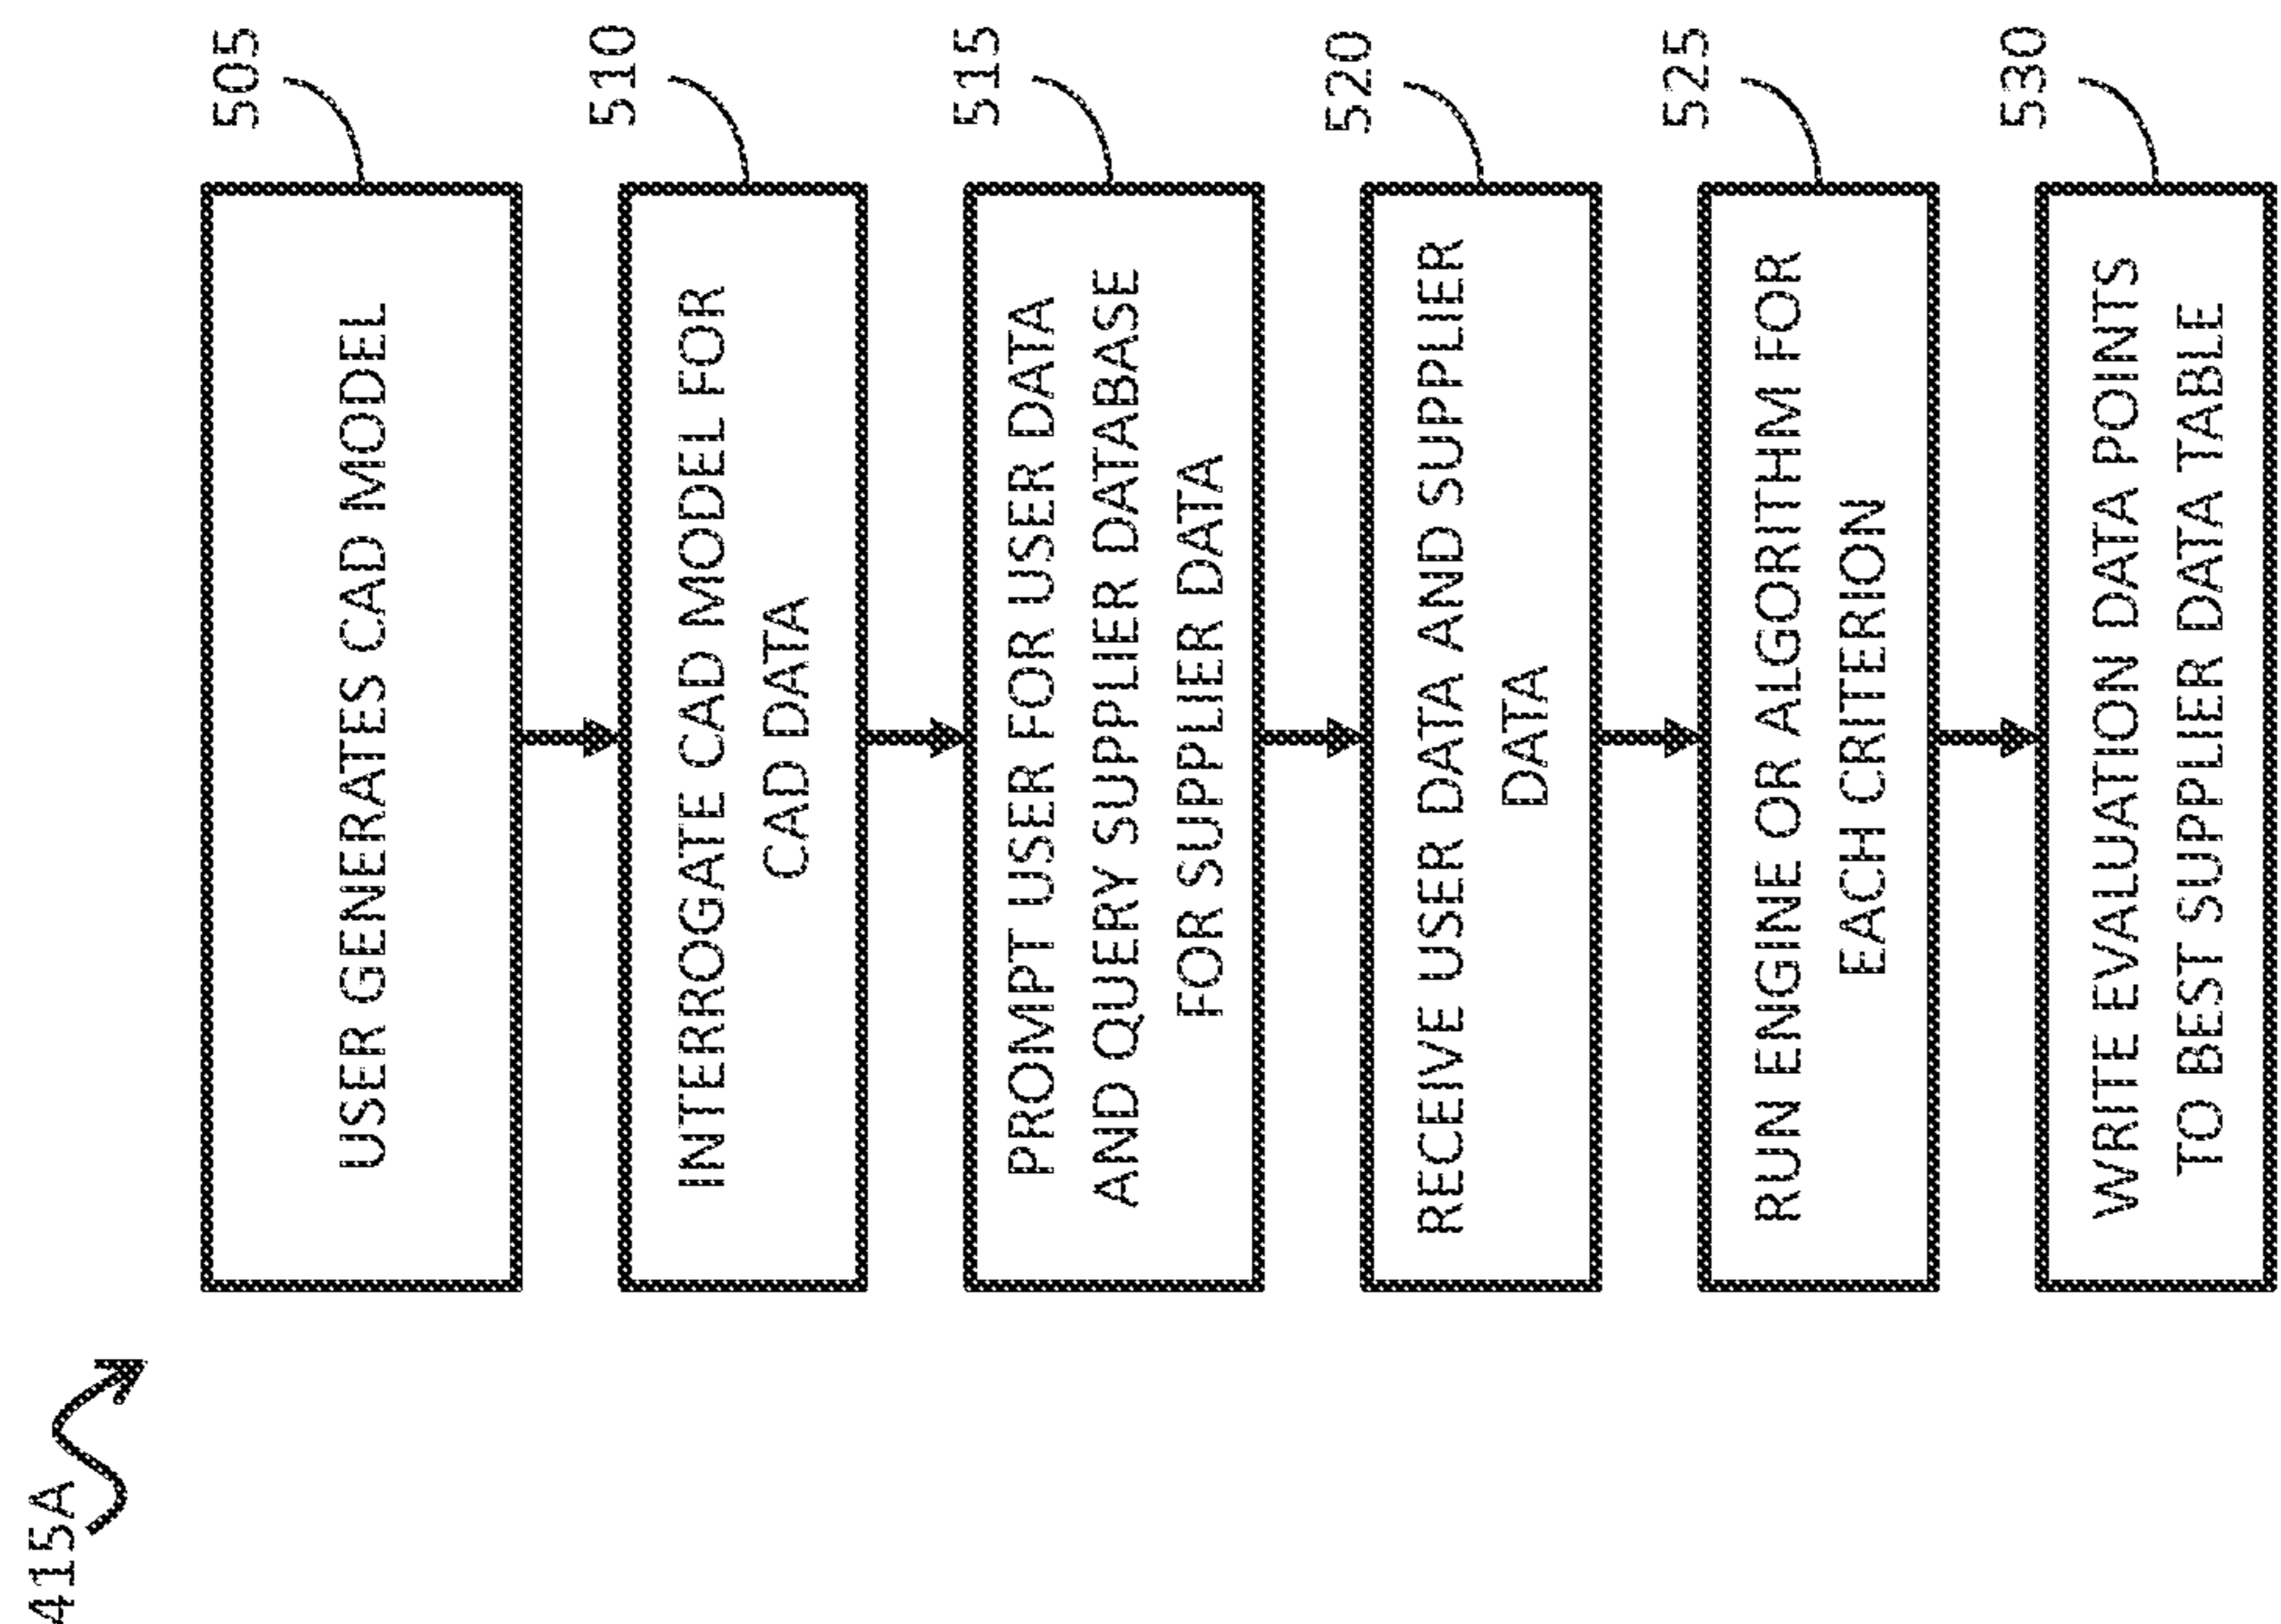 415A
505
USER GENERATES CAD MODEL
510
INTERROGATE CAD MODEL FOR
CAD DATA
515
PROMPT USER FOR USER DATA
AND QUERY SUPPLIER DATABASE
FOR SUPPLIER DATA
520
RECEIVE USER DATA AND SUPPLIER
DATA
525
RUN ENGINE OR ALGORITHM FOR
EACH CRITERION
530
WRITE EVALUATION DATA POINTS
TO BEST SUPPLIER DATA TABLE